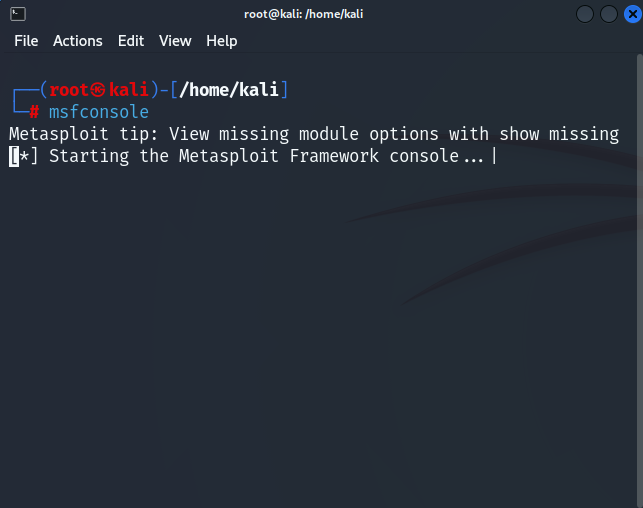 root@kali: /home/kali
File Actions Edit View Help
┌──(root㉿kali)-[/home/kali]
└─# msfconsole
Metasploit tip: View missing module options with show missing
[*] Starting the Metasploit Framework console...|